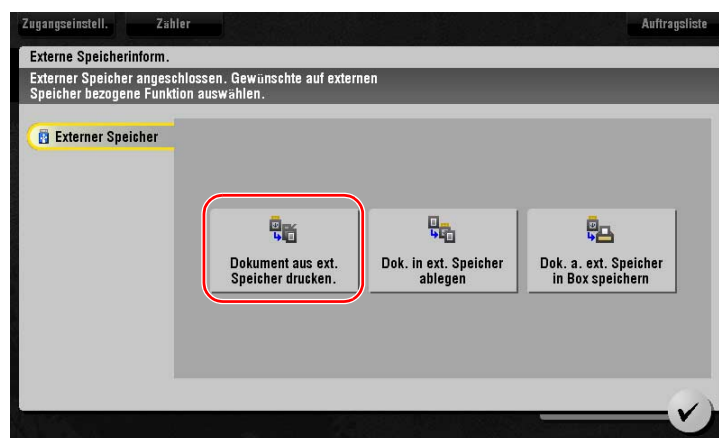 Zugangseinstell. Zähler Auftragsliste
Externe Speicherinform.
Externer Speicher angeschlossen. Gewünschte auf externen
Speicher bezogene Funktion auswählen.
Externer Speicher
Dokument aus ext.
Speicher drucken.
Dok. in ext. Speicher
ablegen
Dok. a. ext. Speicher
in Box speichern